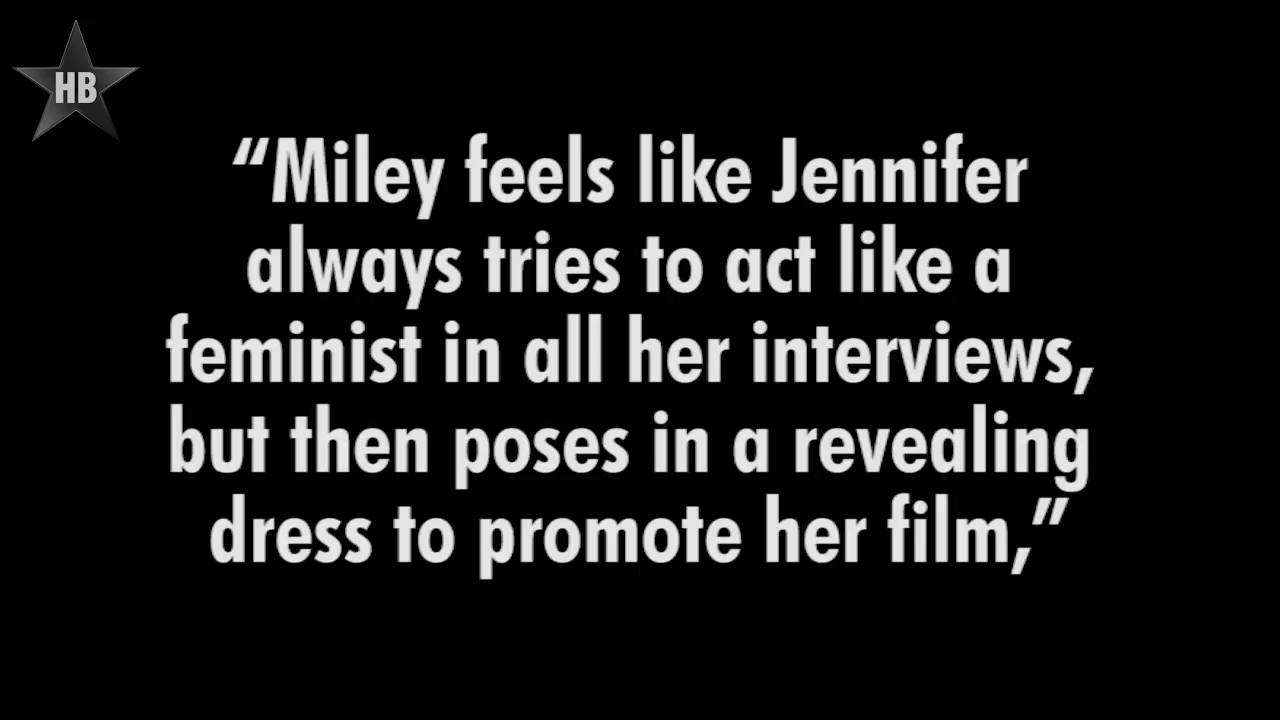 HB
“Miley feels like Jennifer
always tries to act like a
feminist in all her interviews,
but then poses in a revealing
dress to promote her film,”